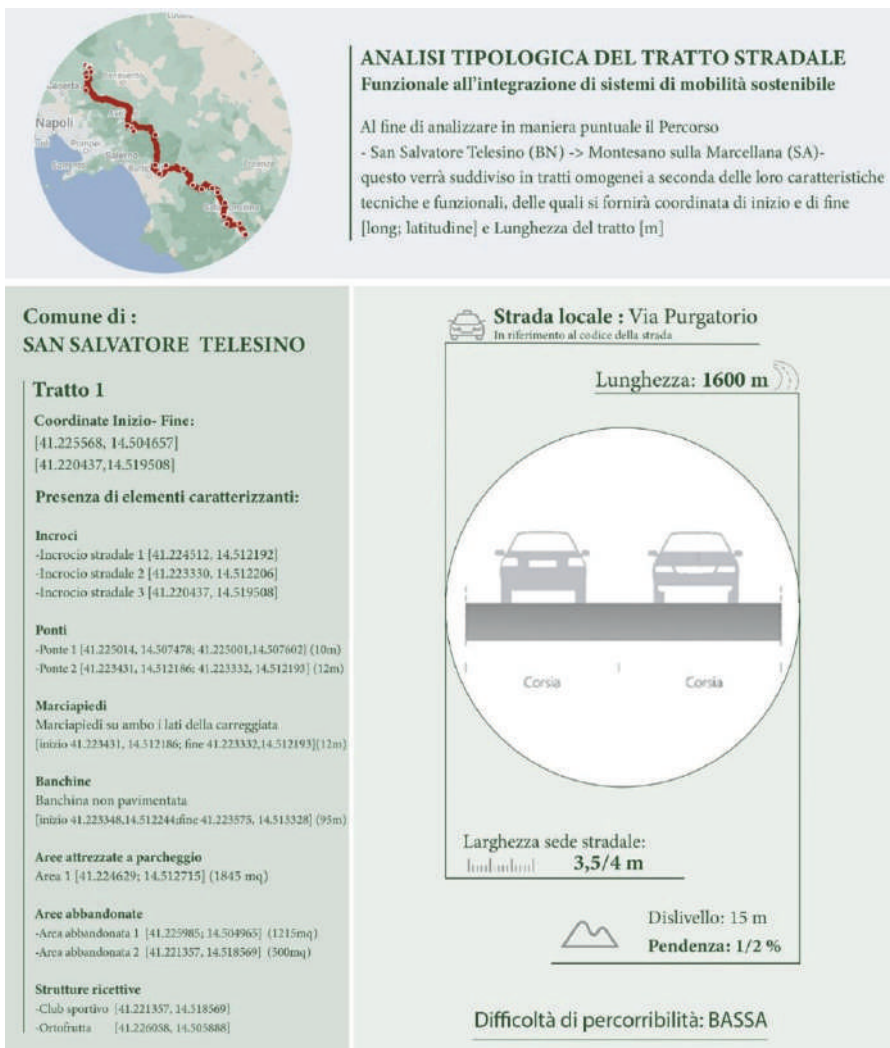 Napoli
Salerno
ANALISI TIPOLOGICA DEL TRATTO STRADALE
Funzionale all'integrazione di sistemi di mobilità sostenibile
Al fine di analizzare in maniera puntuale il Percorso
- San Salvatore Telesino (BN) -> Montesano sulla Marcellana (SA)-
questo verrà suddiviso in tratti omogenei a seconda delle loro caratteristiche
tecniche e funzionali, delle quali si fornirà coordinata di inizio e di fine
[long; latitudine] e Lunghezza del tratto [m]
Comune di :
SAN SALVATORE TELESINO
Tratto 1
Coordinate Inizio- Fine:
[41.225568, 14.504657]
[41.220437,14.519508]
Presenza di elementi caratterizzanti:
Incroci
-Incrocio stradale 1 [41.224512, 14.512192]
-Incrocio stradale 2 [41.223330, 14.512206]
-Incrocio stradale 3 [41.220437, 14.519508]
Ponti
-Ponte 1 [41.225014, 14.507478; 41.225001,14.507602] (10m)
-Ponte 2 [41.223431, 14.512186; 41.223332, 14.512193] (12m)
Marciapiedi
Marciapiedi su ambo i lati della carreggiata
[inizio 41.223431, 14.512186; fine 41.223332,14.512193](12m)
Banchine
Banchina non pavimentata
[inizio 41.223348,14.512244;fine 41.223575, 14.513328] (95m)
Aree attrezzate a parcheggio
Area 1 [41.224629; 14.512715] (1845 mq)
Aree abbandonate
-Area abbandonata 1 [41.225985; 14.504965] (1215mq)
-Area abbandonata 2 [41.221357, 14.518569] (500mq)
Strutture ricettive
-Club sportivo [41.221357, 14.518569]
-Ortofrutta [41.226058, 14.505888]
Strada locale : Via Purgatorio
In riferimento al codice della strada
Lunghezza: 1600 m
Corsia Corsia
Larghezza sede stradale:
3,5/4 m
Dislivello: 15 m
Pendenza: 1/2 %
Difficoltà di percorribilità: BASSA